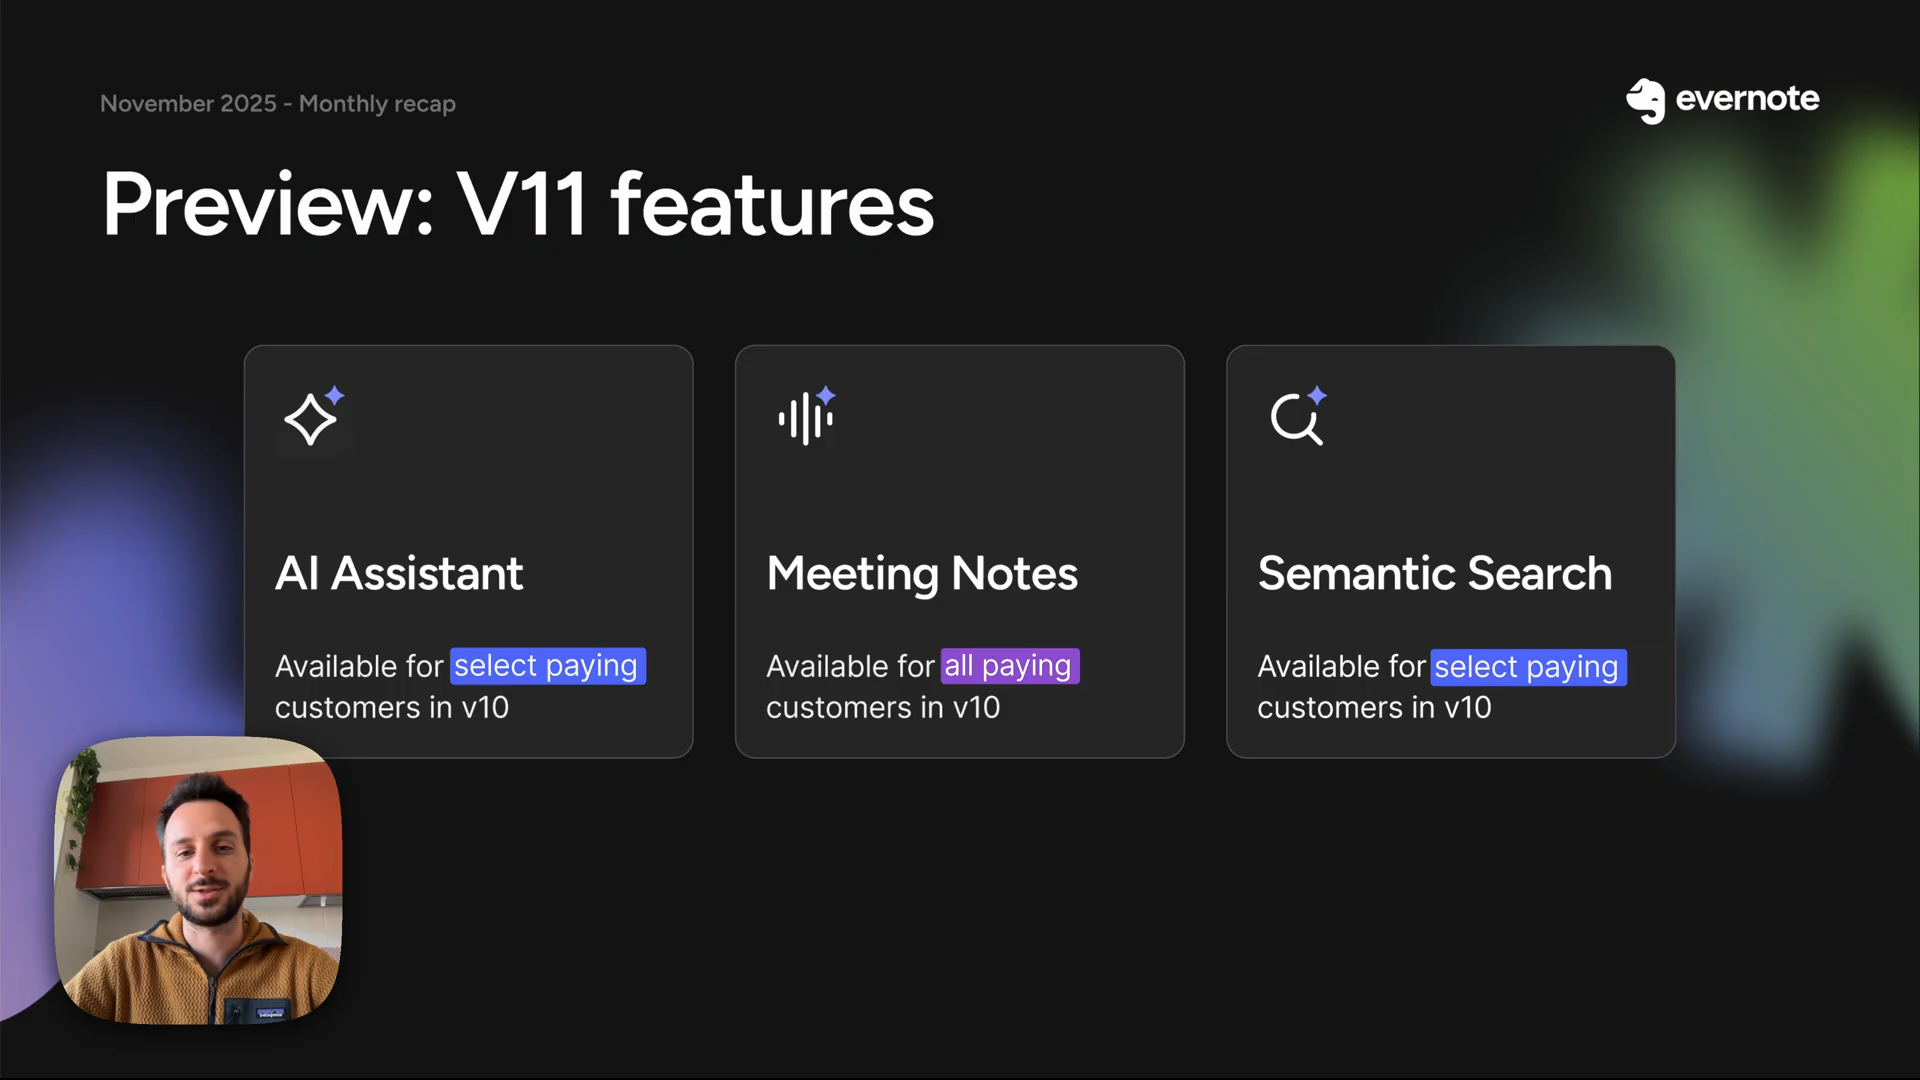 November 2025 - Monthly recap
evernote
Preview: V11 features
AI Assistant
Available for select paying
customers in v10
Meeting Notes
Available for all paying
customers in v10
Semantic Search
Available for select paying
customers in v10
patagonia